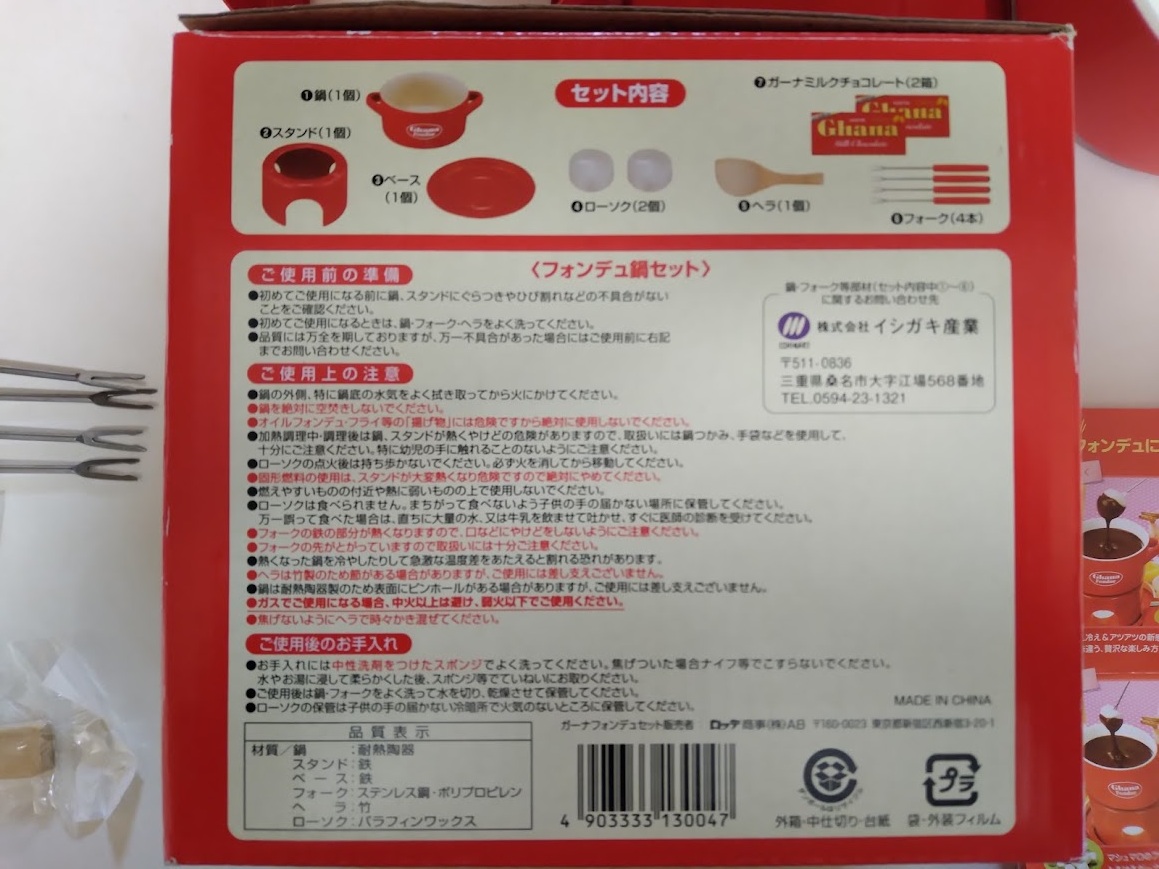 セット内容
❶鍋(1個)
Ghana
❷スタンド(1個)
❸ベース
(1個)
❹ローソク(2個)
❺ヘラ(1個)
❻フォーク(4本)
❼ガーナミルクチョコレート(2箱)
Ghana
Ghana
〈フォンデュ鍋セット〉
ご使用前の準備
●初めてご使用になる前に鍋、スタンドにぐらつきやひび割れなどの不具合がない
ことをご確認ください。
●初めてご使用になるときは、鍋・フォーク・ヘラをよく洗ってください。
●品質には万全を期しておりますが、万一不具合があった場合にはご使用前に右記
までお問い合わせください。
鍋・フォーク等部材(セット内容中①〜⑥)
に関するお問い合わせ先
株式会社イシガキ産業
〒511-0836
三重県桑名市大字江場568番地
TEL.0594-23-1321
ご使用上の注意
●鍋の外側、特に鍋底の水気をよく拭き取ってから火にかけてください。
●鍋を絶対に空焚きしないでください。
●オイルフォンデュ・フライ等の「揚げ物」には危険ですから絶対に使用しないでください。
●加熱調理中・調理後は鍋、スタンドが熱くやけどの危険がありますので、取扱いには鍋つかみ、手袋などを使用して、
十分にご注意ください。特に幼児の手に触れることのないようにご注意ください。
●ローソクの点火後は持ち歩かないでください。必ず火を消してから移動してください。
●固形燃料の使用は、スタンドが大変熱くなり危険ですので絶対にやめてください。
●燃えやすいものの付近や熱に弱いものの上で使用しないでください。
●ローソクは食べられません。まちがって食べないよう子供の手の届かない場所に保管してください。
万一誤って食べた場合は、直ちに大量の水、又は牛乳を飲ませて吐かせ、すぐに医師の診断を受けてください。
●フォークの鉄の部分が熱くなりますので、口などにやけどをしないようにご注意ください。
●フォークの先がとがっていますので取扱いには十分ご注意ください。
●熱くなった鍋を冷やしたりして急激な温度差をあたえると割れる恐れがあります。
●ヘラは竹製のため節がある場合がありますが、ご使用には差し支えございません。
●鍋は耐熱陶器製のため表面にピンホールがある場合がありますが、ご使用には差し支えございません。
●ガスでご使用になる場合、中火以上は避け、弱火以下でご使用ください。
●焦げないようにヘラで時々かき混ぜてください。
ご使用後のお手入れ
●お手入れには中性洗剤をつけたスポンジでよく洗ってください。焦げついた場合ナイフ等でこすらないでください。
水やお湯に浸して柔らかくした後、スポンジ等でていねいにお取りください。
●ご使用後は鍋・フォークをよく洗って水を切り、乾燥させて保管してください。
●ローソクの保管は子供の手の届かない冷暗所で火気のないところに保管してください。
MADE IN CHINA
ガーナフォンデュセット販売者 ロッテ商事(株)AB 〒160-0023 東京都新宿区西新宿3-20-1
品質表示
材質/鍋:耐熱陶器
スタンド:鉄
ベース:鉄
フォーク:ステンレス鋼・ポリプロピレン
ヘラ:竹
ローソク:パラフィンワックス
4 903333 130047
ダンボールはリサイクル
外箱・中仕切り・台紙
プラ
袋・外装フィルム
フォンデュに
Ghana
Ghana